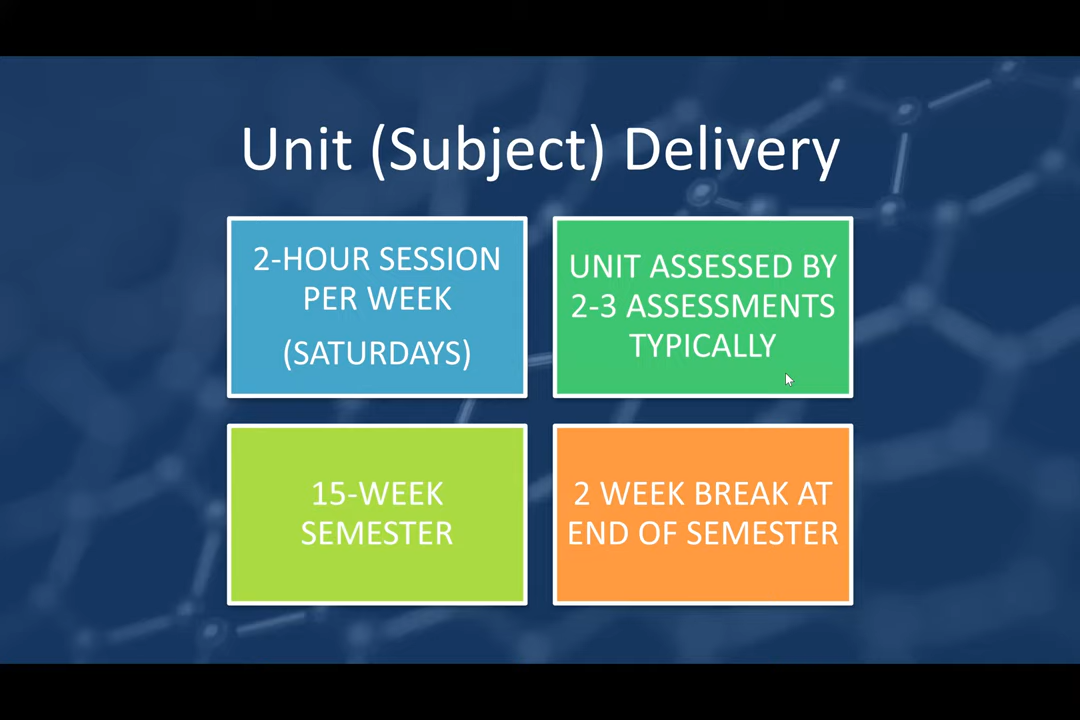 Unit (Subject) Delivery
2-HOUR SESSION
PER WEEK
(SATURDAYS)
UNIT ASSESSED BY
2-3 ASSESSMENTS
TYPICALLY
15-WEEK
SEMESTER
2 WEEK BREAK AT
END OF SEMESTER